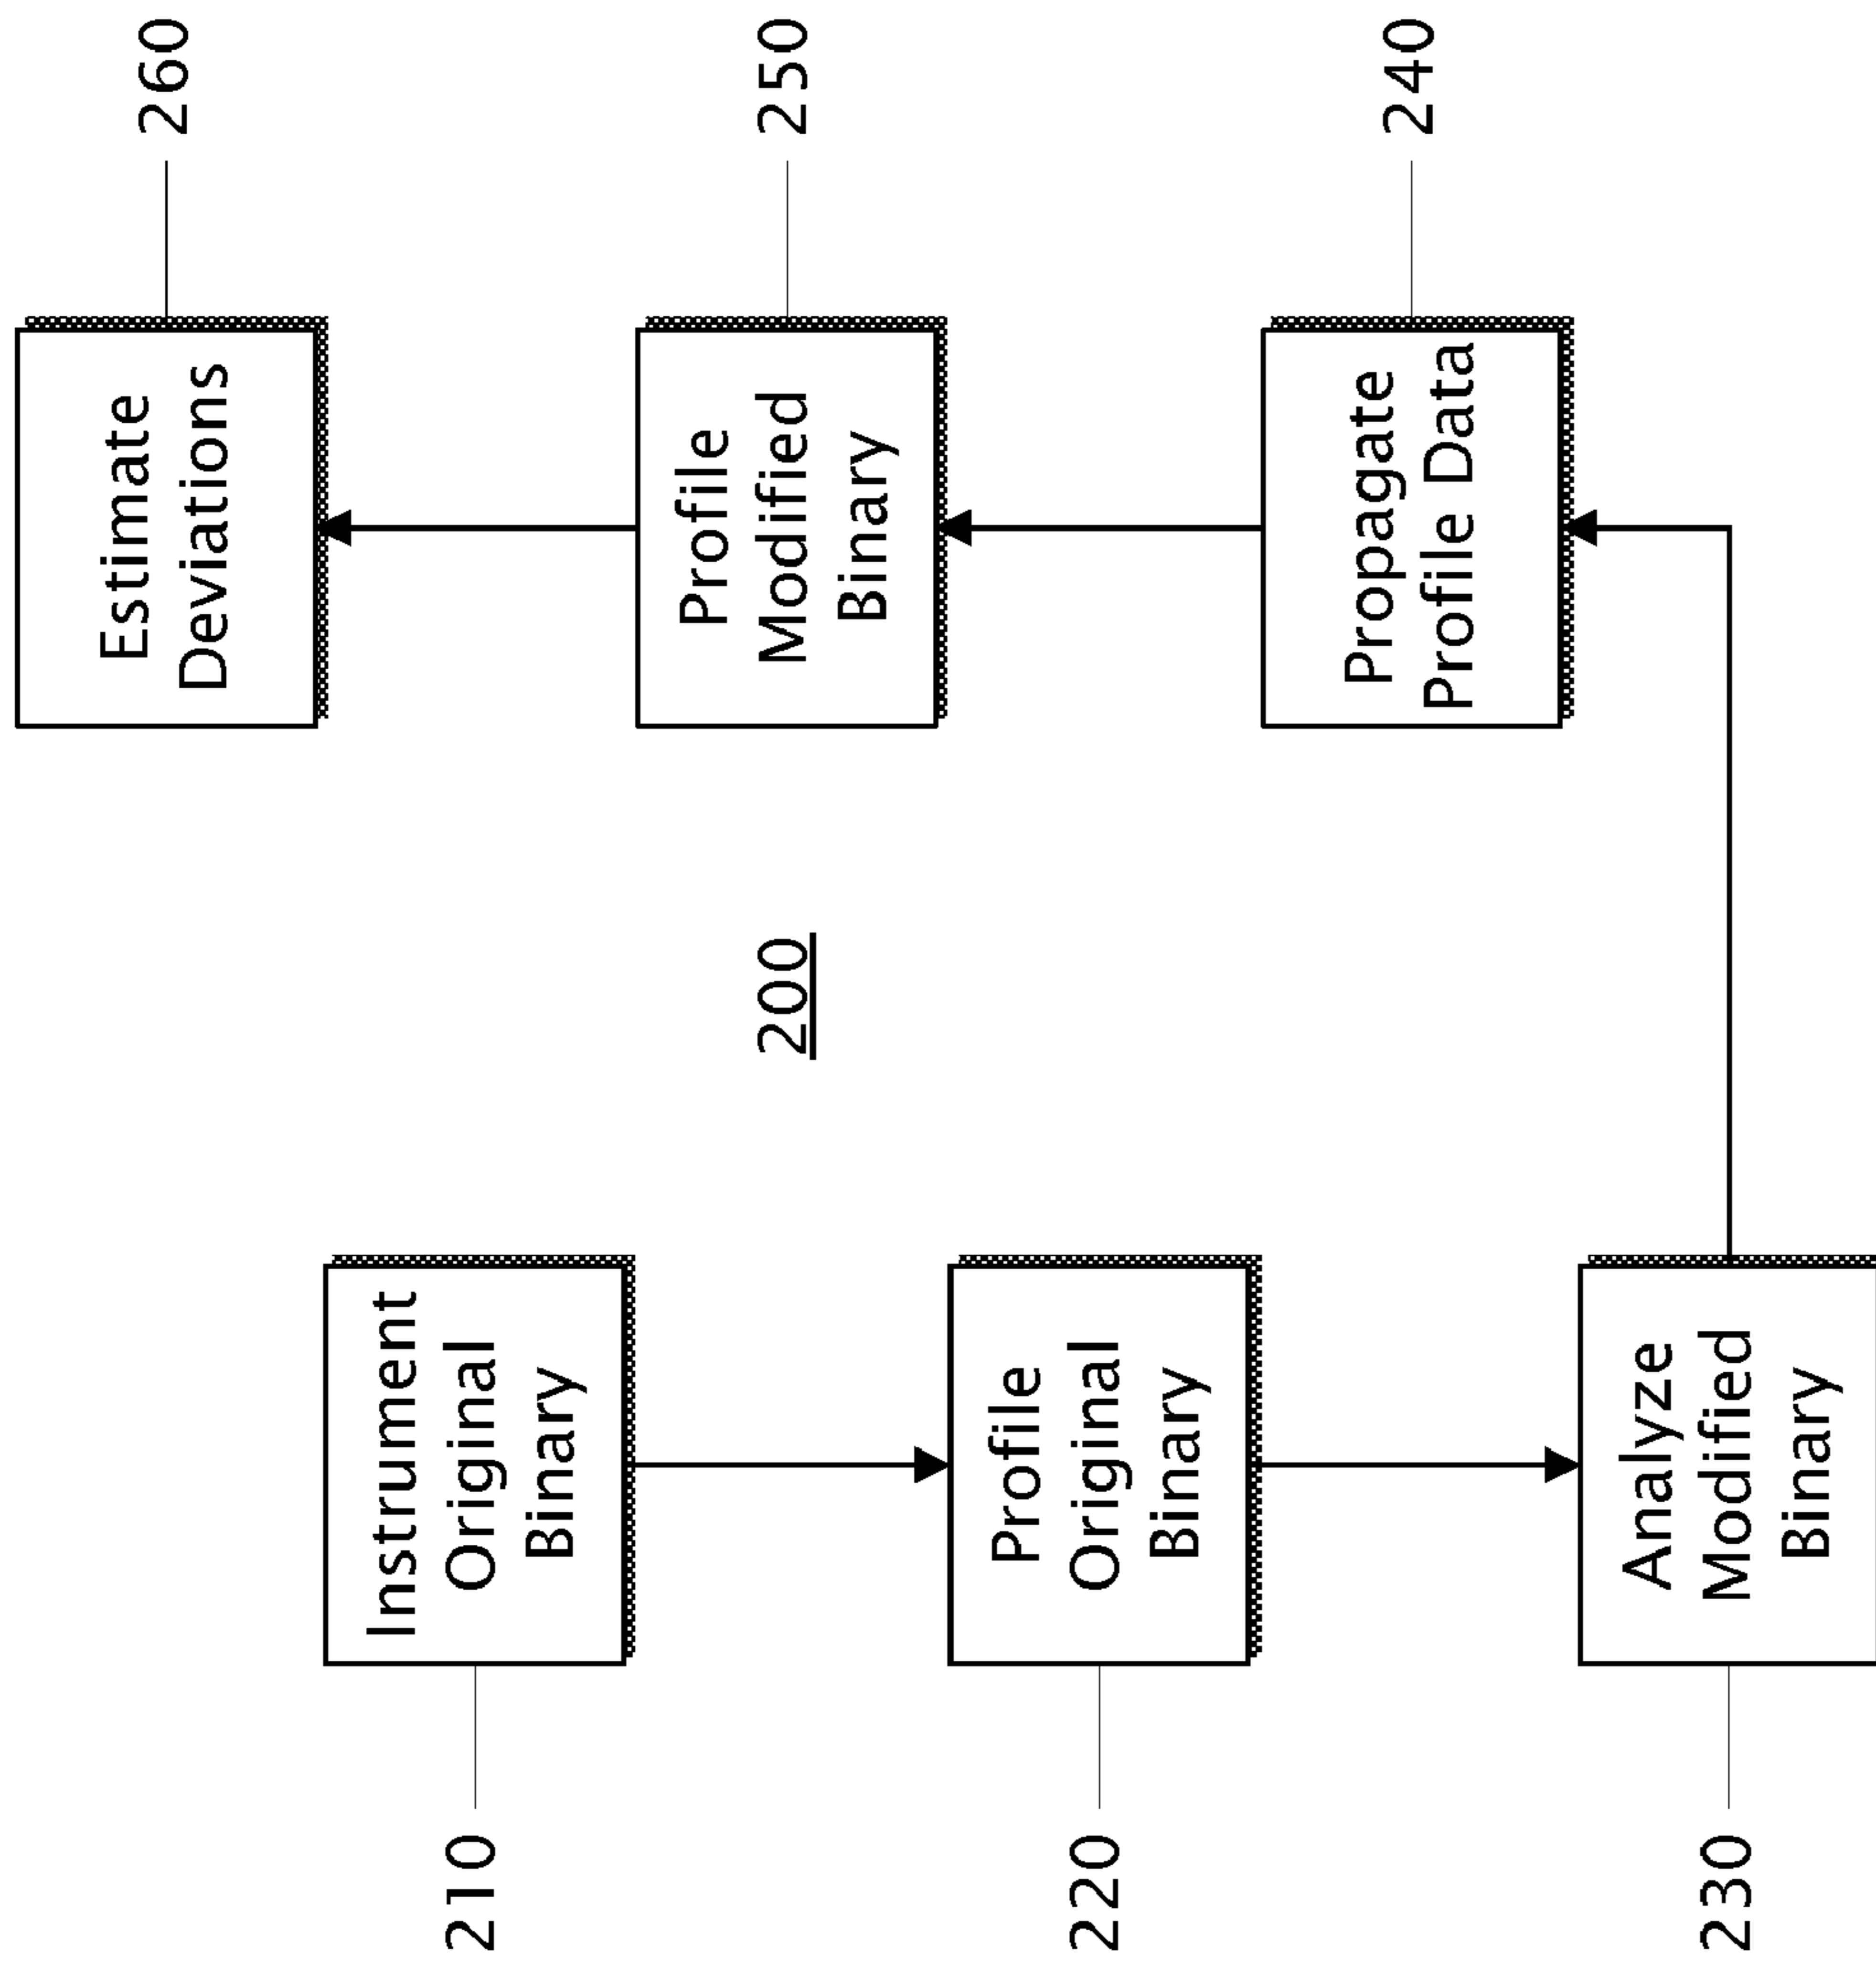 210
Instrument
Original
Binary
220
Profile
Original
Binary
230
Analyze
Modified
Binary
200
260
Estimate
Deviations
250
Profile
Modified
Binary
240
Propagate
Profile Data